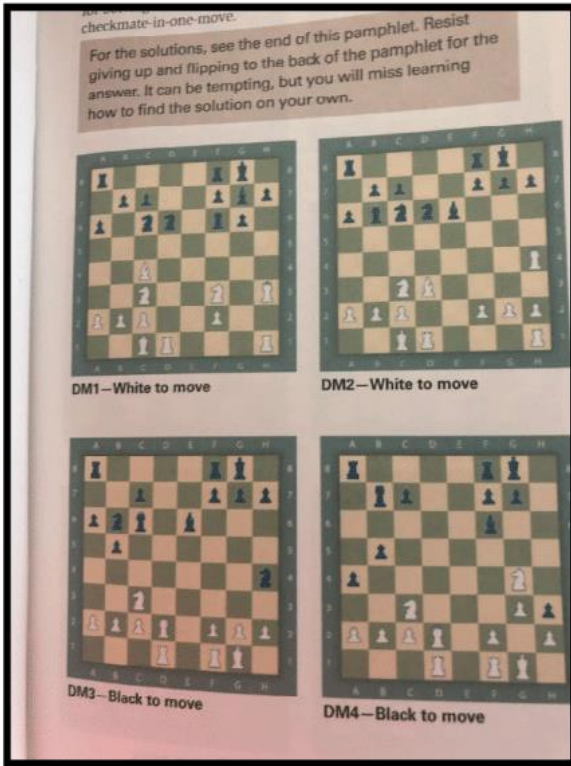 checkmate-in-one-move.
For the solutions, see the end of this pamphlet. Resist
giving up and flipping to the back of the pamphlet for the
answer. It can be tempting, but you will miss learning
how to find the solution on your own.
DM1—White to move
DM2—White to move
A B C D E F G H
A B C D E F G H
DM3—Black to move
DM4—Black to move